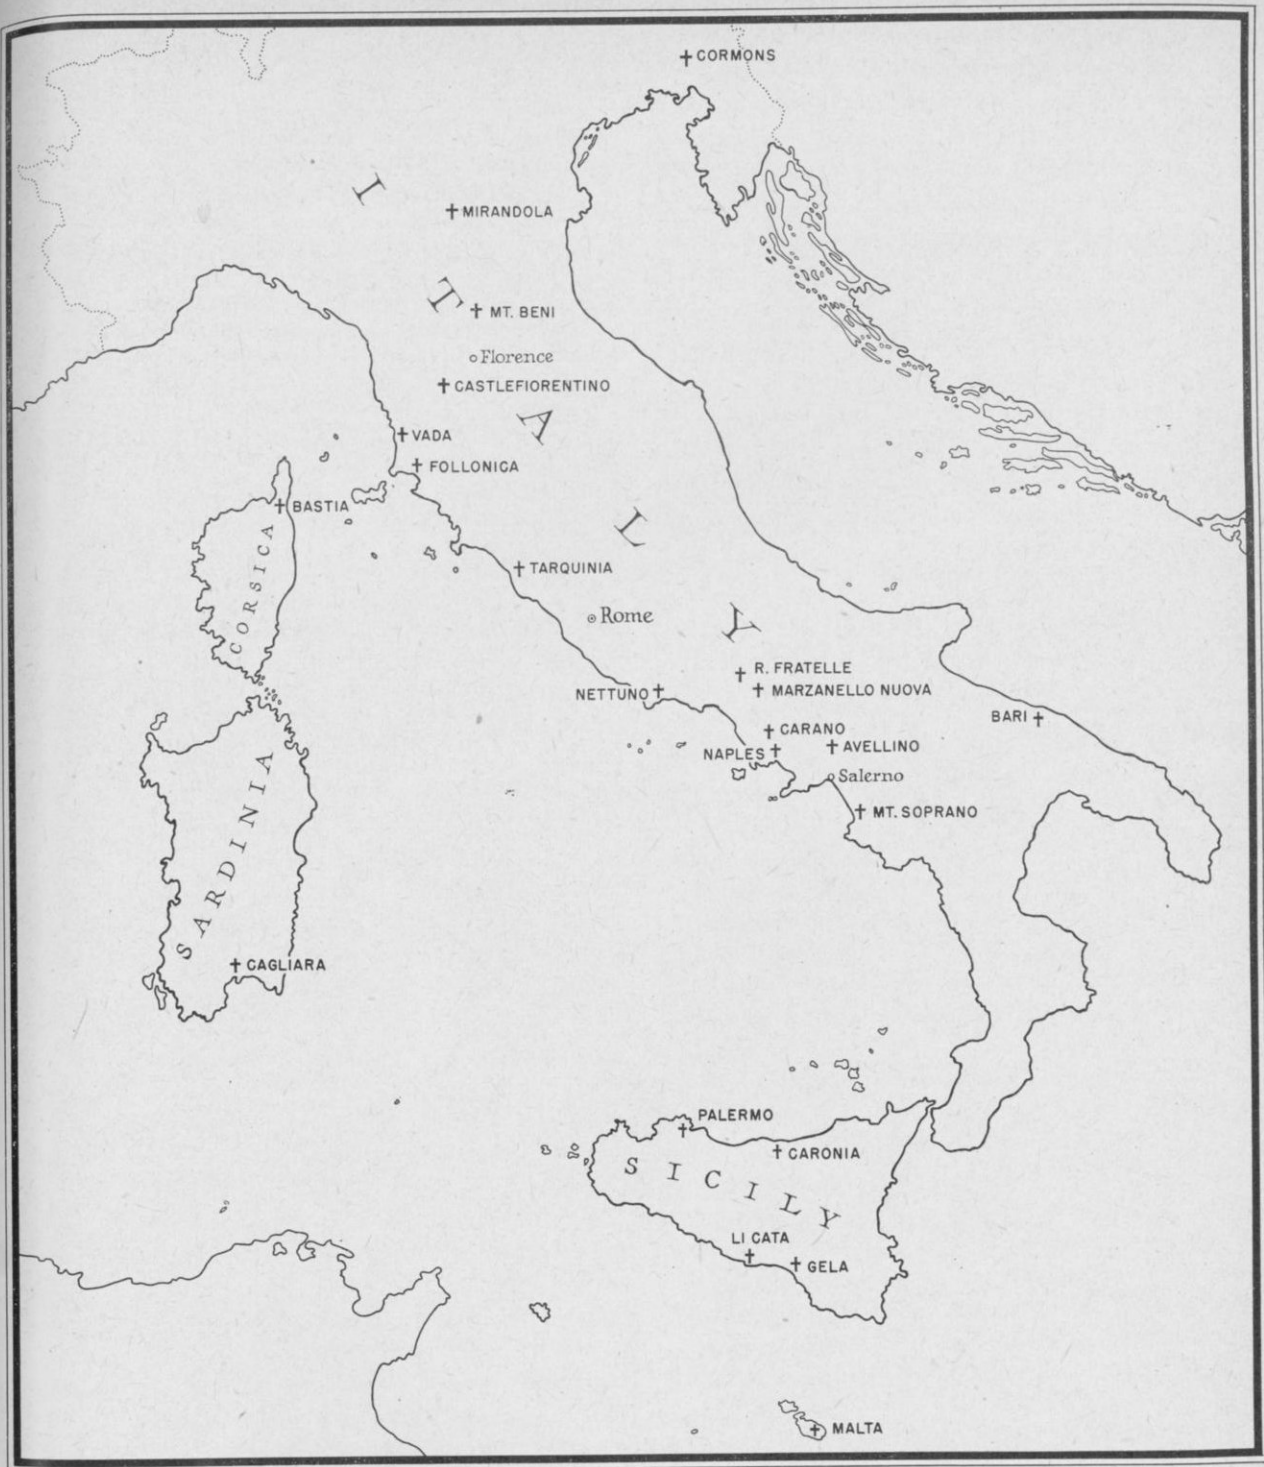 ✝ CORMONS
✝ MIRANDOLA
✝ MT. BENI
Florence
✝ CASTLEFIORENTINO
✝ VADA
✝ FOLLONICA
✝ BASTIA
CORSICA
✝ TARQUINIA
Rome
ITALY
✝ R. FRATELLE
NETTUNO ✝
✝ MARZANELLO NUOVA
BARI ✝
✝ CARANO
NAPLES ✝
✝ AVELLINO
Salerno
✝ MT. SOPRANO
SARDINIA
✝ CAGLIARA
PALERMO
✝ CARONIA
SICILY
LI CATA
✝ GELA
✝ MALTA